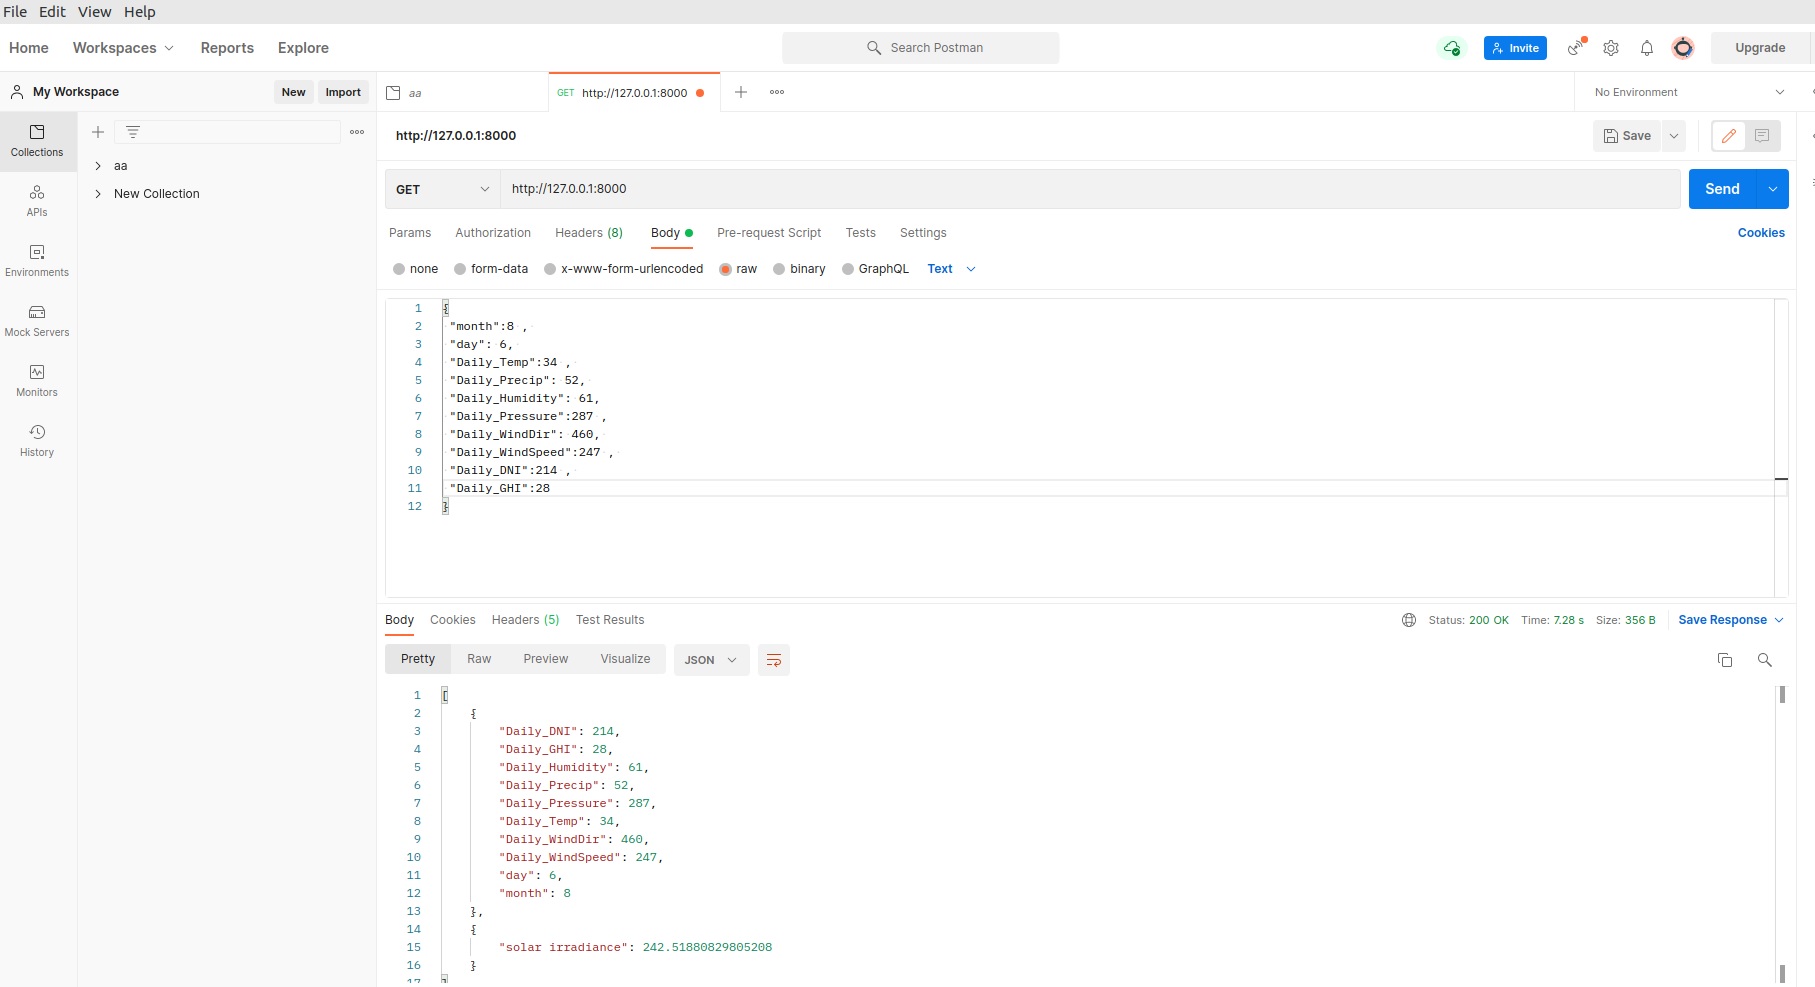 File Edit View Help
Home Workspaces Reports Explore Search Postman Invite Upgrade
My Workspace New Import aa GET http://127.0.0.1:8000 No Environment
http://127.0.0.1:8000 Save
Collections
aa
New Collection
APIs
Environments
Mock Servers
Monitors
History
GET http://127.0.0.1:8000 Send
Params Authorization Headers (8) Body Pre-request Script Tests Settings Cookies
none form-data x-www-form-urlencoded raw binary GraphQL Text
1 {
2 "month":8 ,
3 "day": 6,
4 "Daily_Temp":34 ,
5 "Daily_Precip": 52,
6 "Daily_Humidity": 61,
7 "Daily_Pressure":287 ,
8 "Daily_WindDir": 460,
9 "Daily_WindSpeed":247 ,
10 "Daily_DNI":214 ,
11 "Daily_GHI":28
12 }
Body Cookies Headers (5) Test Results Status: 200 OK Time: 7.28 s Size: 356 B Save Response
Pretty Raw Preview Visualize JSON
1 [
2 {
3 "Daily_DNI": 214,
4 "Daily_GHI": 28,
5 "Daily_Humidity": 61,
6 "Daily_Precip": 52,
7 "Daily_Pressure": 287,
8 "Daily_Temp": 34,
9 "Daily_WindDir": 460,
10 "Daily_WindSpeed": 247,
11 "day": 6,
12 "month": 8
13 },
14 {
15 "solar irradiance": 242.51880829805208
16 }
17 ]